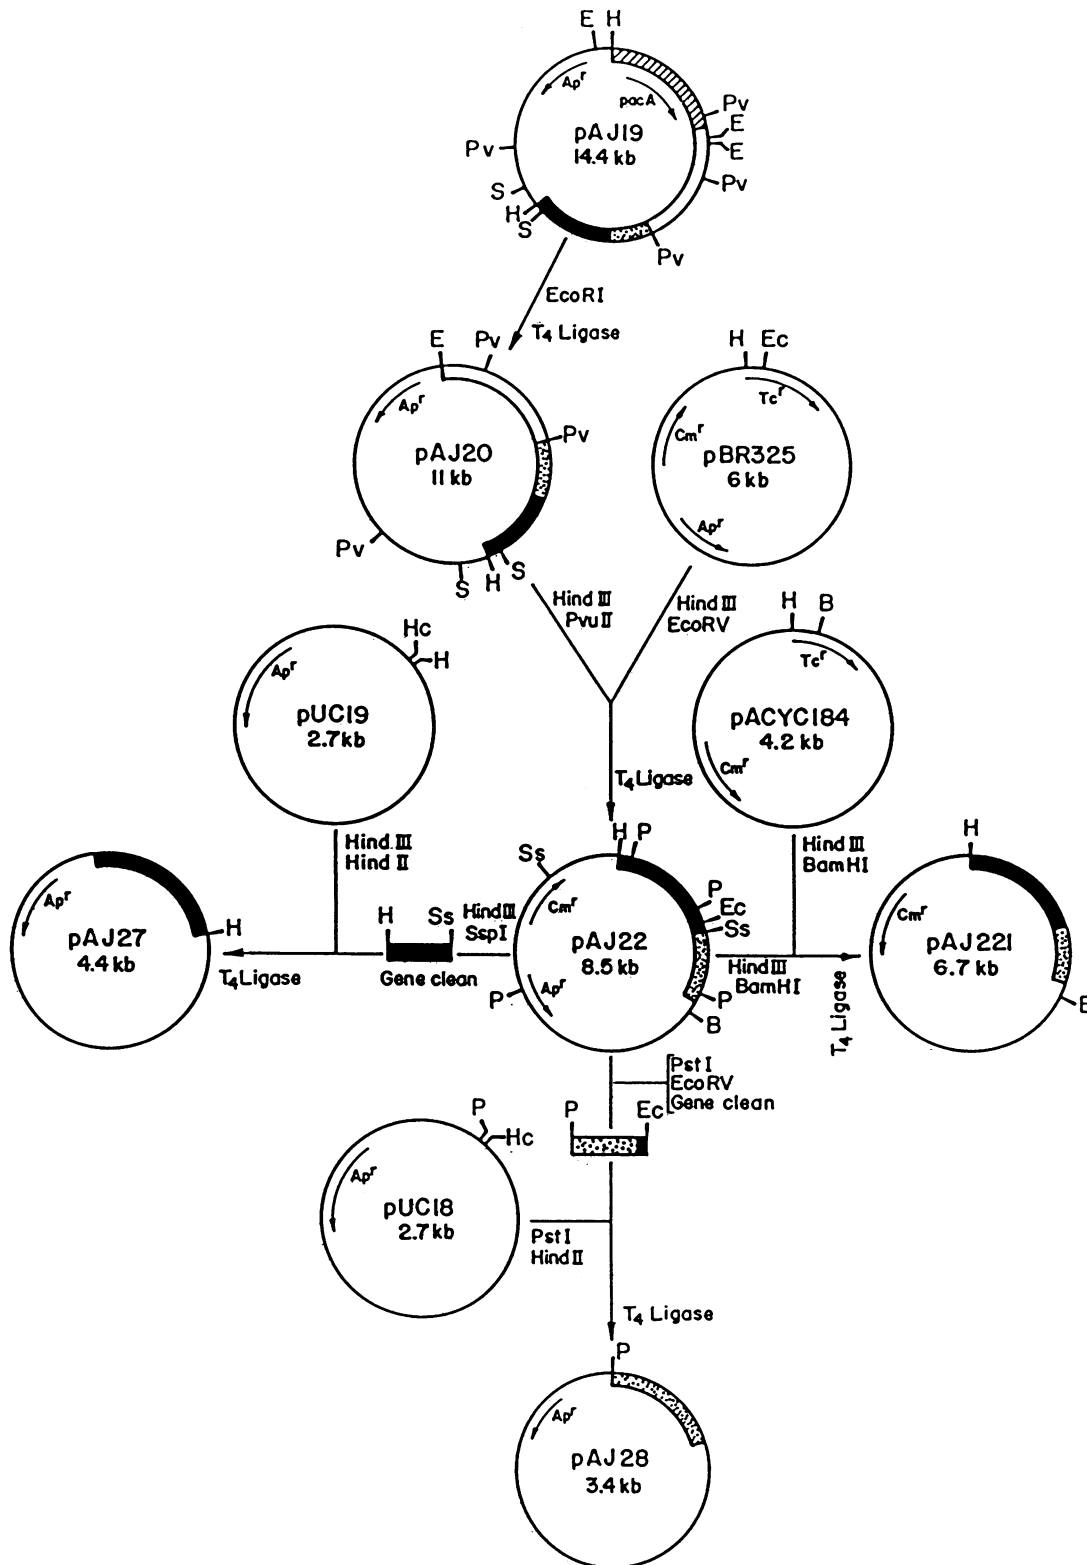 E H
Apʳ
pacA
Pv
E
E
pAJ19
14.4 kb
Pv
Pv
S
H
S
Pv
EcoRI
T₄ Ligase
E
Pv
Apʳ
Pv
pAJ20
11 kb
Pv
S
H
S
H Ec
Tcʳ
Cmʳ
pBR325
6 kb
Apʳ
Hind III
Pvu II
Hind III
EcoRV
Hc
H
Apʳ
pUC19
2.7 kb
H B
Tcʳ
pACYC184
4.2 kb
Cmʳ
T₄ Ligase
Hind III
Hind II
Hind III
BamHI
Apʳ
H
pAJ27
4.4 kb
T₄ Ligase
H Ss
Gene clean
Hind III
SspI
H P
Ss
Cmʳ
P
Ec
Ss
pAJ22
8.5 kb
P
Apʳ
P
B
Hind III
BamHI
T₄ Ligase
H
Cmʳ
pAJ221
6.7 kb
B
Pst I
EcoRV
Gene clean
P Ec
P
Hc
Apʳ
pUC18
2.7 kb
Pst I
Hind II
T₄ Ligase
P
Apʳ
pAJ28
3.4 kb